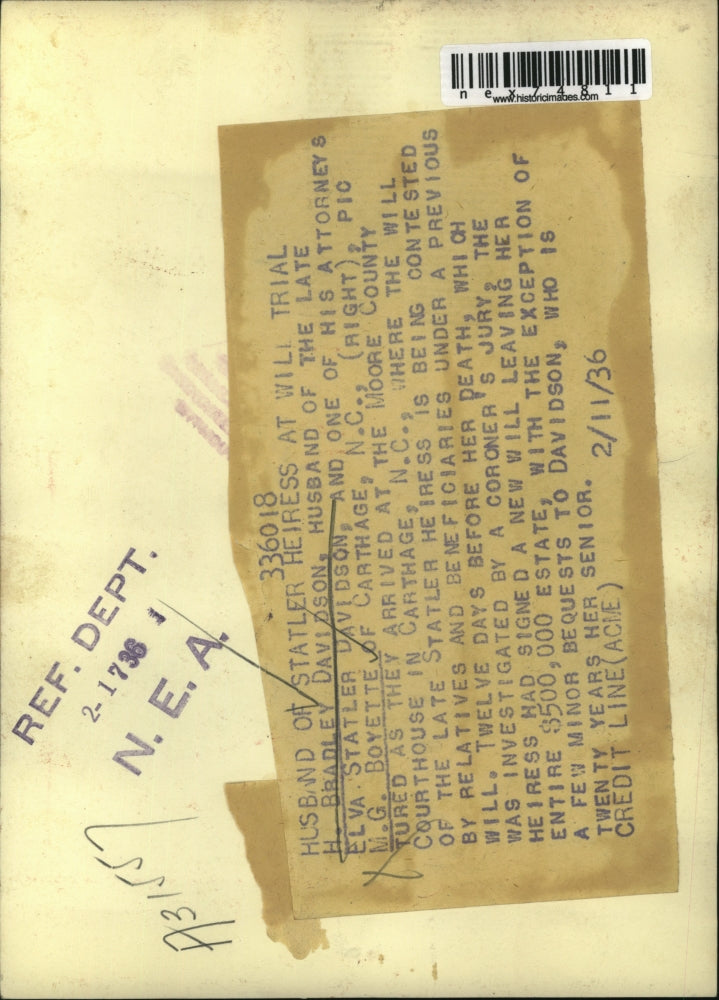 nex74811
www.historicimages.com
REF. DEPT.
2-1736
N. E. A.
336018
HUSBAND OF STATLER HEIRESS AT WILL TRIAL
H. BRADLEY DAVIDSON, HUSBAND OF THE LATE
ELVA STATLER DAVIDSON, AND ONE OF HIS ATTORNEYS
M.G. BOYETTE OF CARTHAGE, N.C., (RIGHT), PIC
TURED AS THEY ARRIVED AT THE MOORE COUNTY
COURTHOUSE IN CARTHAGE, N.C., WHERE THE WILL
OF THE LATE STATLER HEIRESS IS BEING CONTESTED
BY RELATIVES AND BENEFICIARIES UNDER A PREVIOUS
WILL. TWELVE DAYS BEFORE HER DEATH, WHICH
WAS INVESTIGATED BY A CORONER'S JURY, THE
HEIRESS HAD SIGNED A NEW WILL LEAVING HER
ENTIRE $500,000 ESTATE, WITH THE EXCEPTION OF
A FEW MINOR BEQUESTS TO DAVIDSON, WHO IS
TWENTY YEARS HER SENIOR. 2/11/36
CREDIT LINE(ACME)